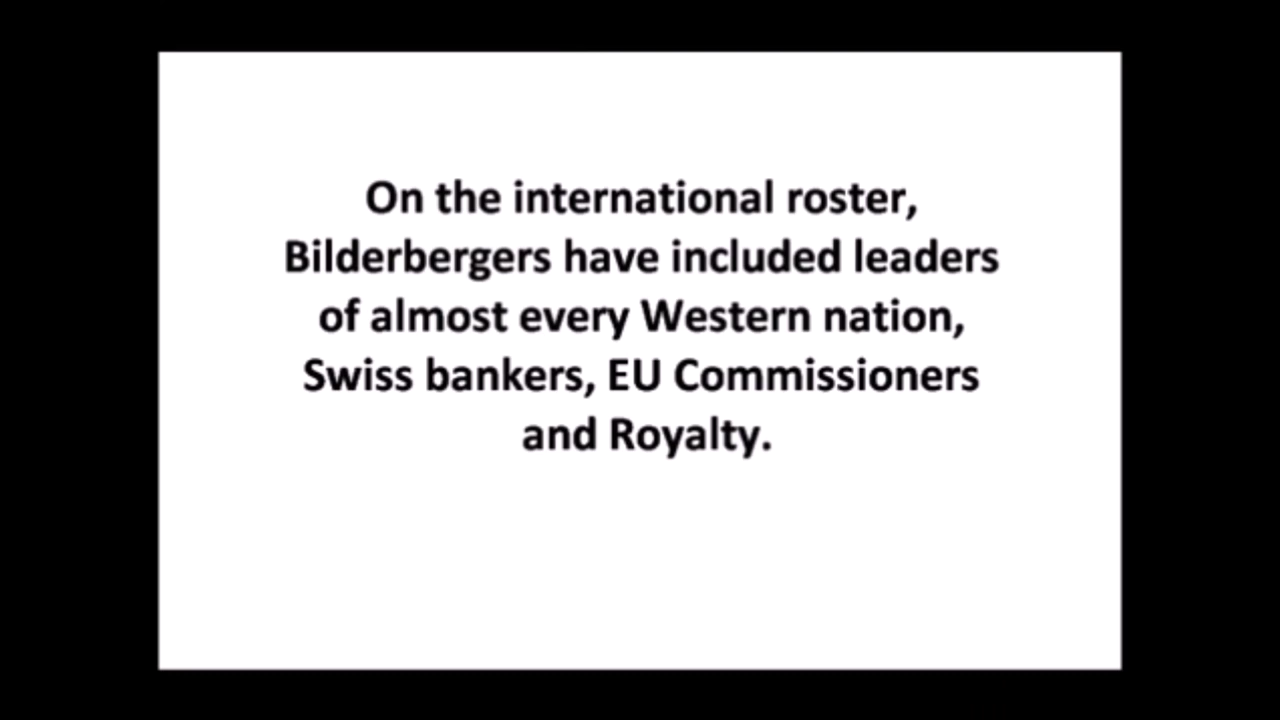 On the international roster,
Bilderbergers have included leaders
of almost every Western nation,
Swiss bankers, EU Commissioners
and Royalty.